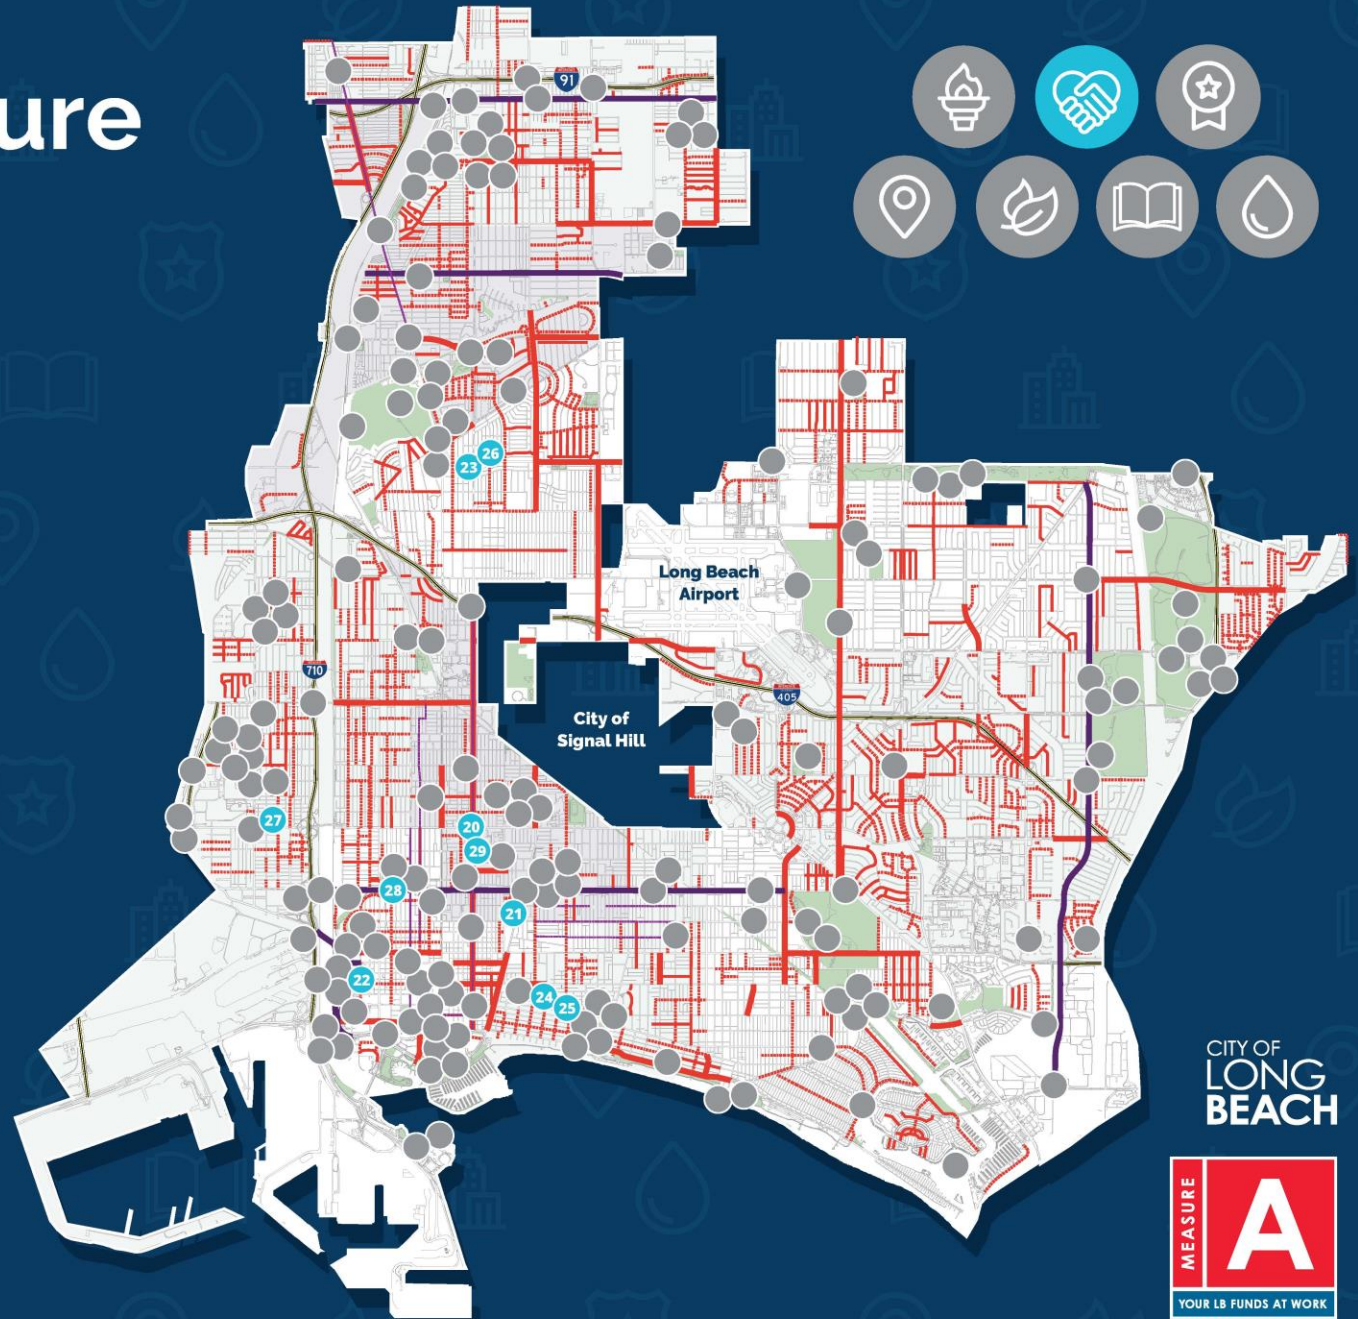 ure
91
26
23
Long Beach
Airport
710
405
City of
Signal Hill
27
20
29
28
21
22
24
25
CITY OF
LONG
BEACH
MEASURE
A
YOUR LB FUNDS AT WORK